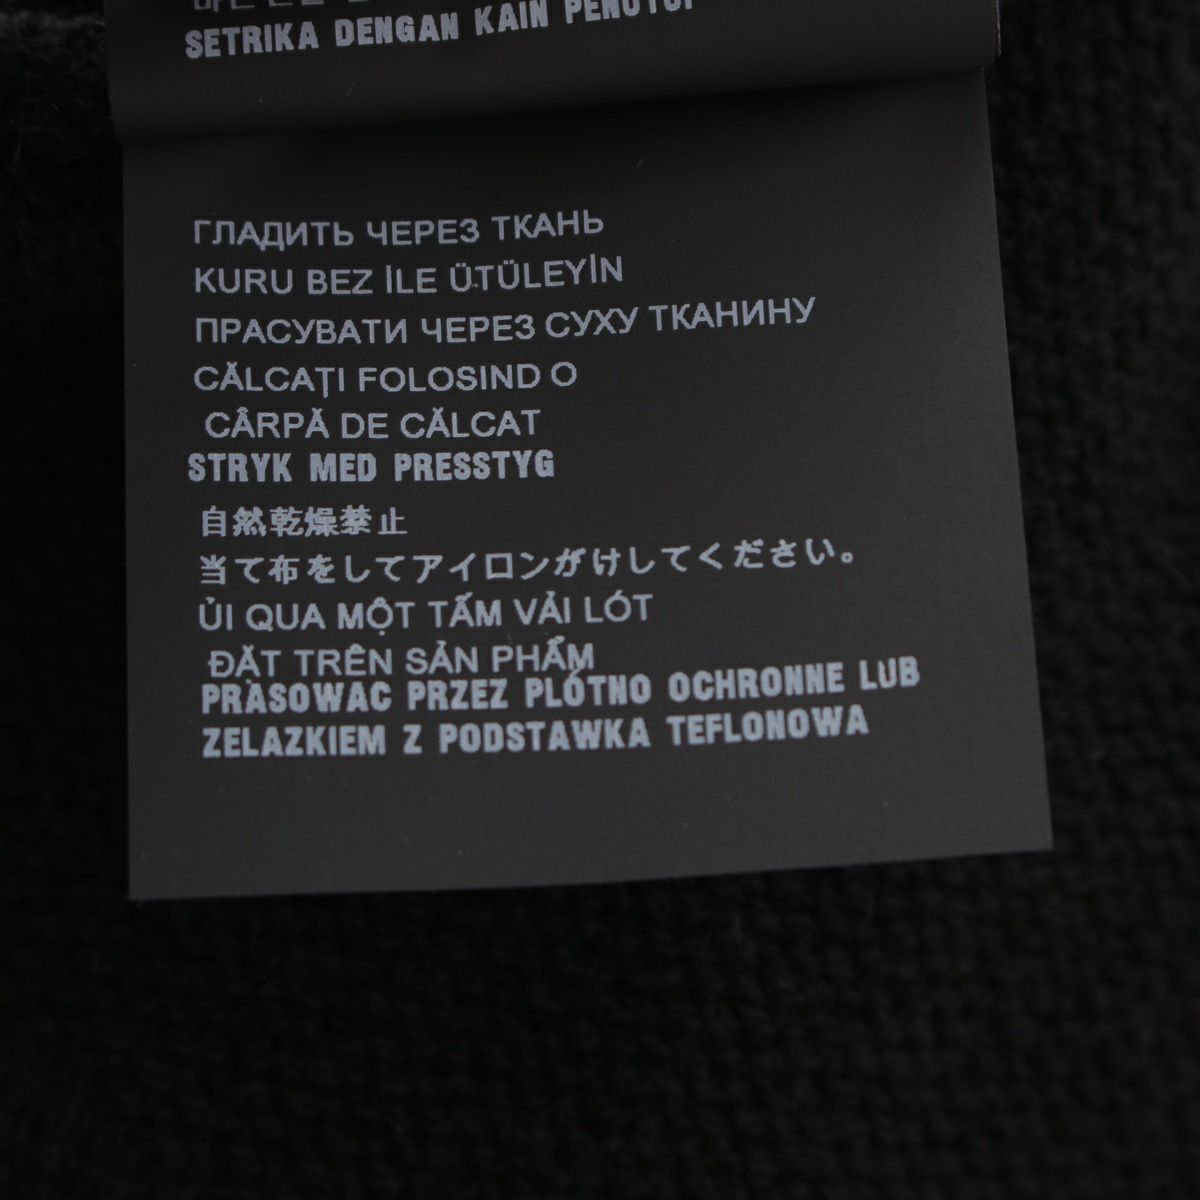 SETRIKA DENGAN KAIN PENUTUP
ГЛАДИТЬ ЧЕРЕЗ ТКАНЬ
KURU BEZ İLE ÜTÜLEYİN
ПРАСУВАТИ ЧЕРЕЗ СУХУ ТКАНИНУ
CĂLCAȚI FOLOSIND O
CÂRPĂ DE CĂLCAT
STRYK MED PRESSTYG
自然乾燥禁止
当て布をしてアイロンがけしてください。
ỦI QUA MỘT TẤM VẢI LÓT
ĐẶT TRÊN SẢN PHẨM
PRASOWAC PRZEZ PLÓTNO OCHRONNE LUB
ZELAZKIEM Z PODSTAWKA TEFLONOWA